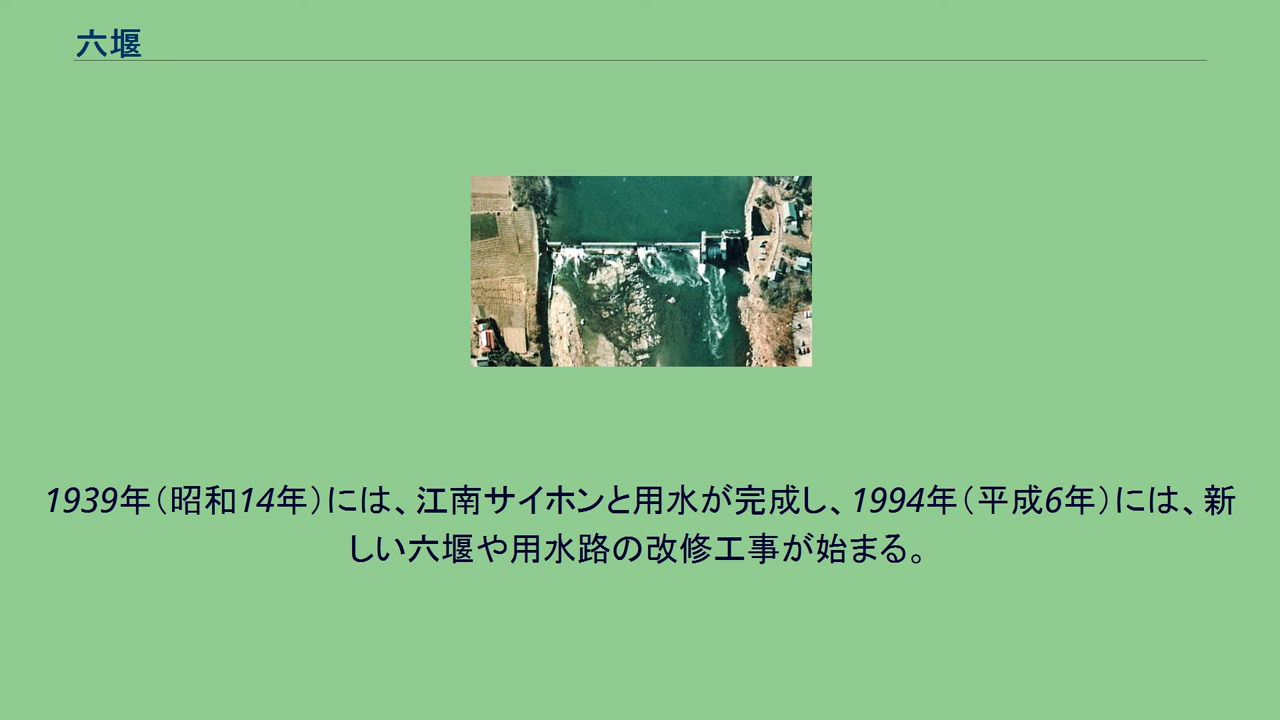 六堰
1939年（昭和14年）には、江南サイホンと用水が完成し、1994年（平成6年）には、新
しい六堰や用水路の改修工事が始まる。